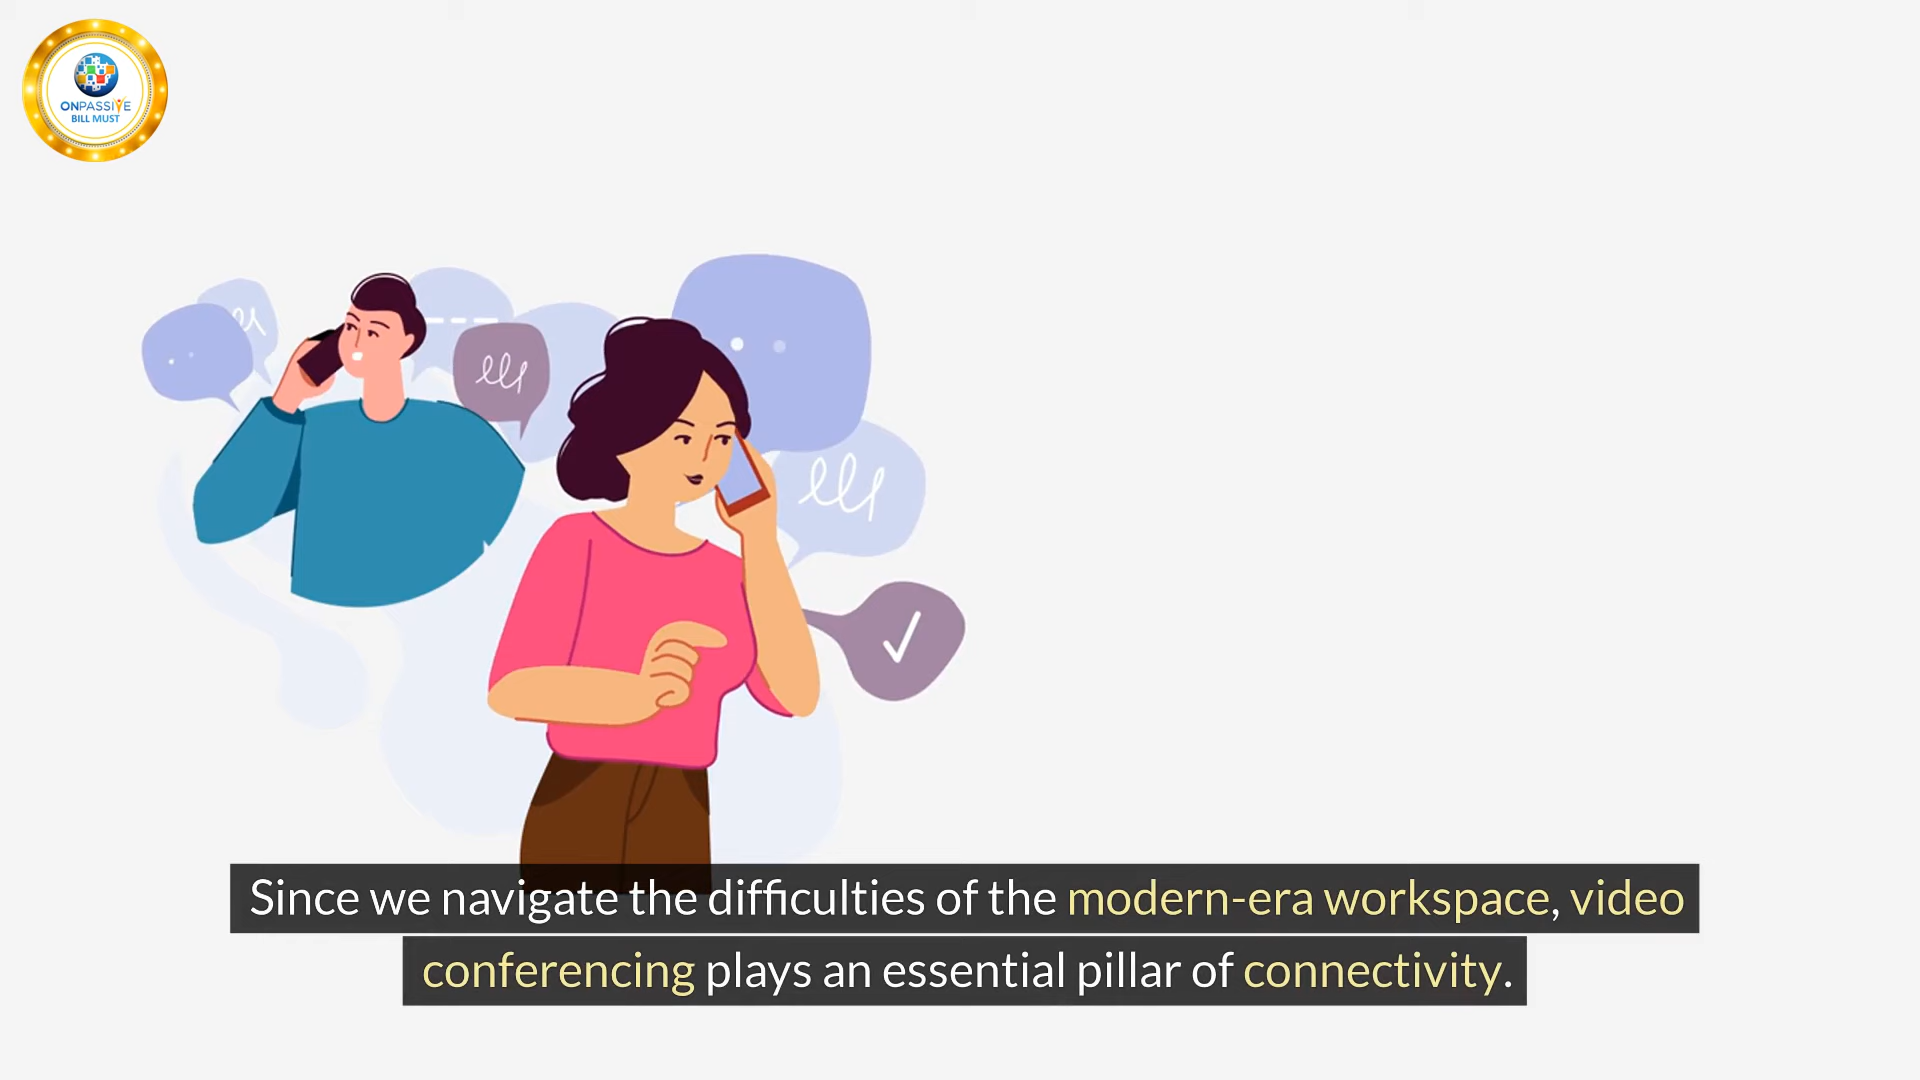 ONPASSIVE
BILL MUST
Since we navigate the difficulties of the modern-era workspace, video
conferencing plays an essential pillar of connectivity.